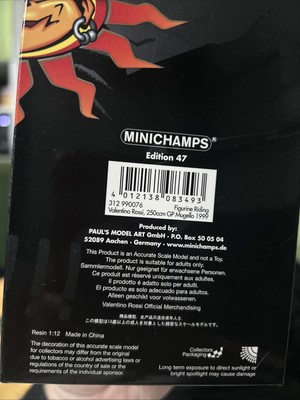 MINICHAMPS®
Edition 47
4 012138 083493
312 990076 Figurine Riding
Valentino Rossi, 250ccm GP Mugello 1999
Produced by:
PAUL'S MODEL ART GmbH - P.O. Box 50 05 04
52089 Aachen - Germany - www.minichamps.de
This Product is an Accurate Scale Model and not a Toy.
The product is suitable for adults only.
Sammlermodell. Nur geeignet für erwachsene Personen.
Ce produit est réservé uniquement aux adultes.
Il prodotto è adatto solo per adulti.
El producto es solo adecuado para adultos.
Alleen geschikt voor volwassenen.
Valentino Rossi Official Merchandising
Resin 1:12 Made in China
The decoration of this accurate scale model
for collectors may differ from the original
due to tobacco or alcohol advertising laws or
regulations of the country of sale or the
requirements of the individual sponsor.
Collectors
Packaging
Long term exposure to direct sunlight or
bright spotlight may cause damage.